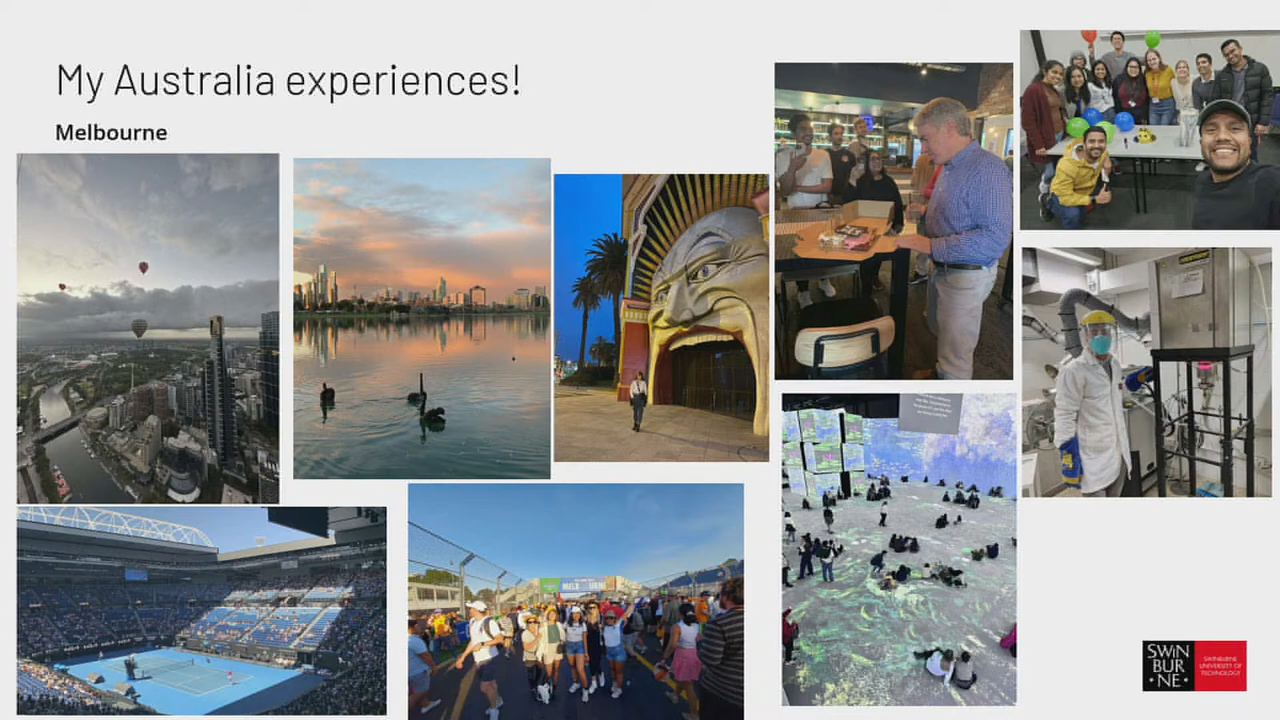 My Australia experiences!
Melbourne
SWiN
BUR
NE
SWINBURNE
UNIVERSITY OF
TECHNOLOGY